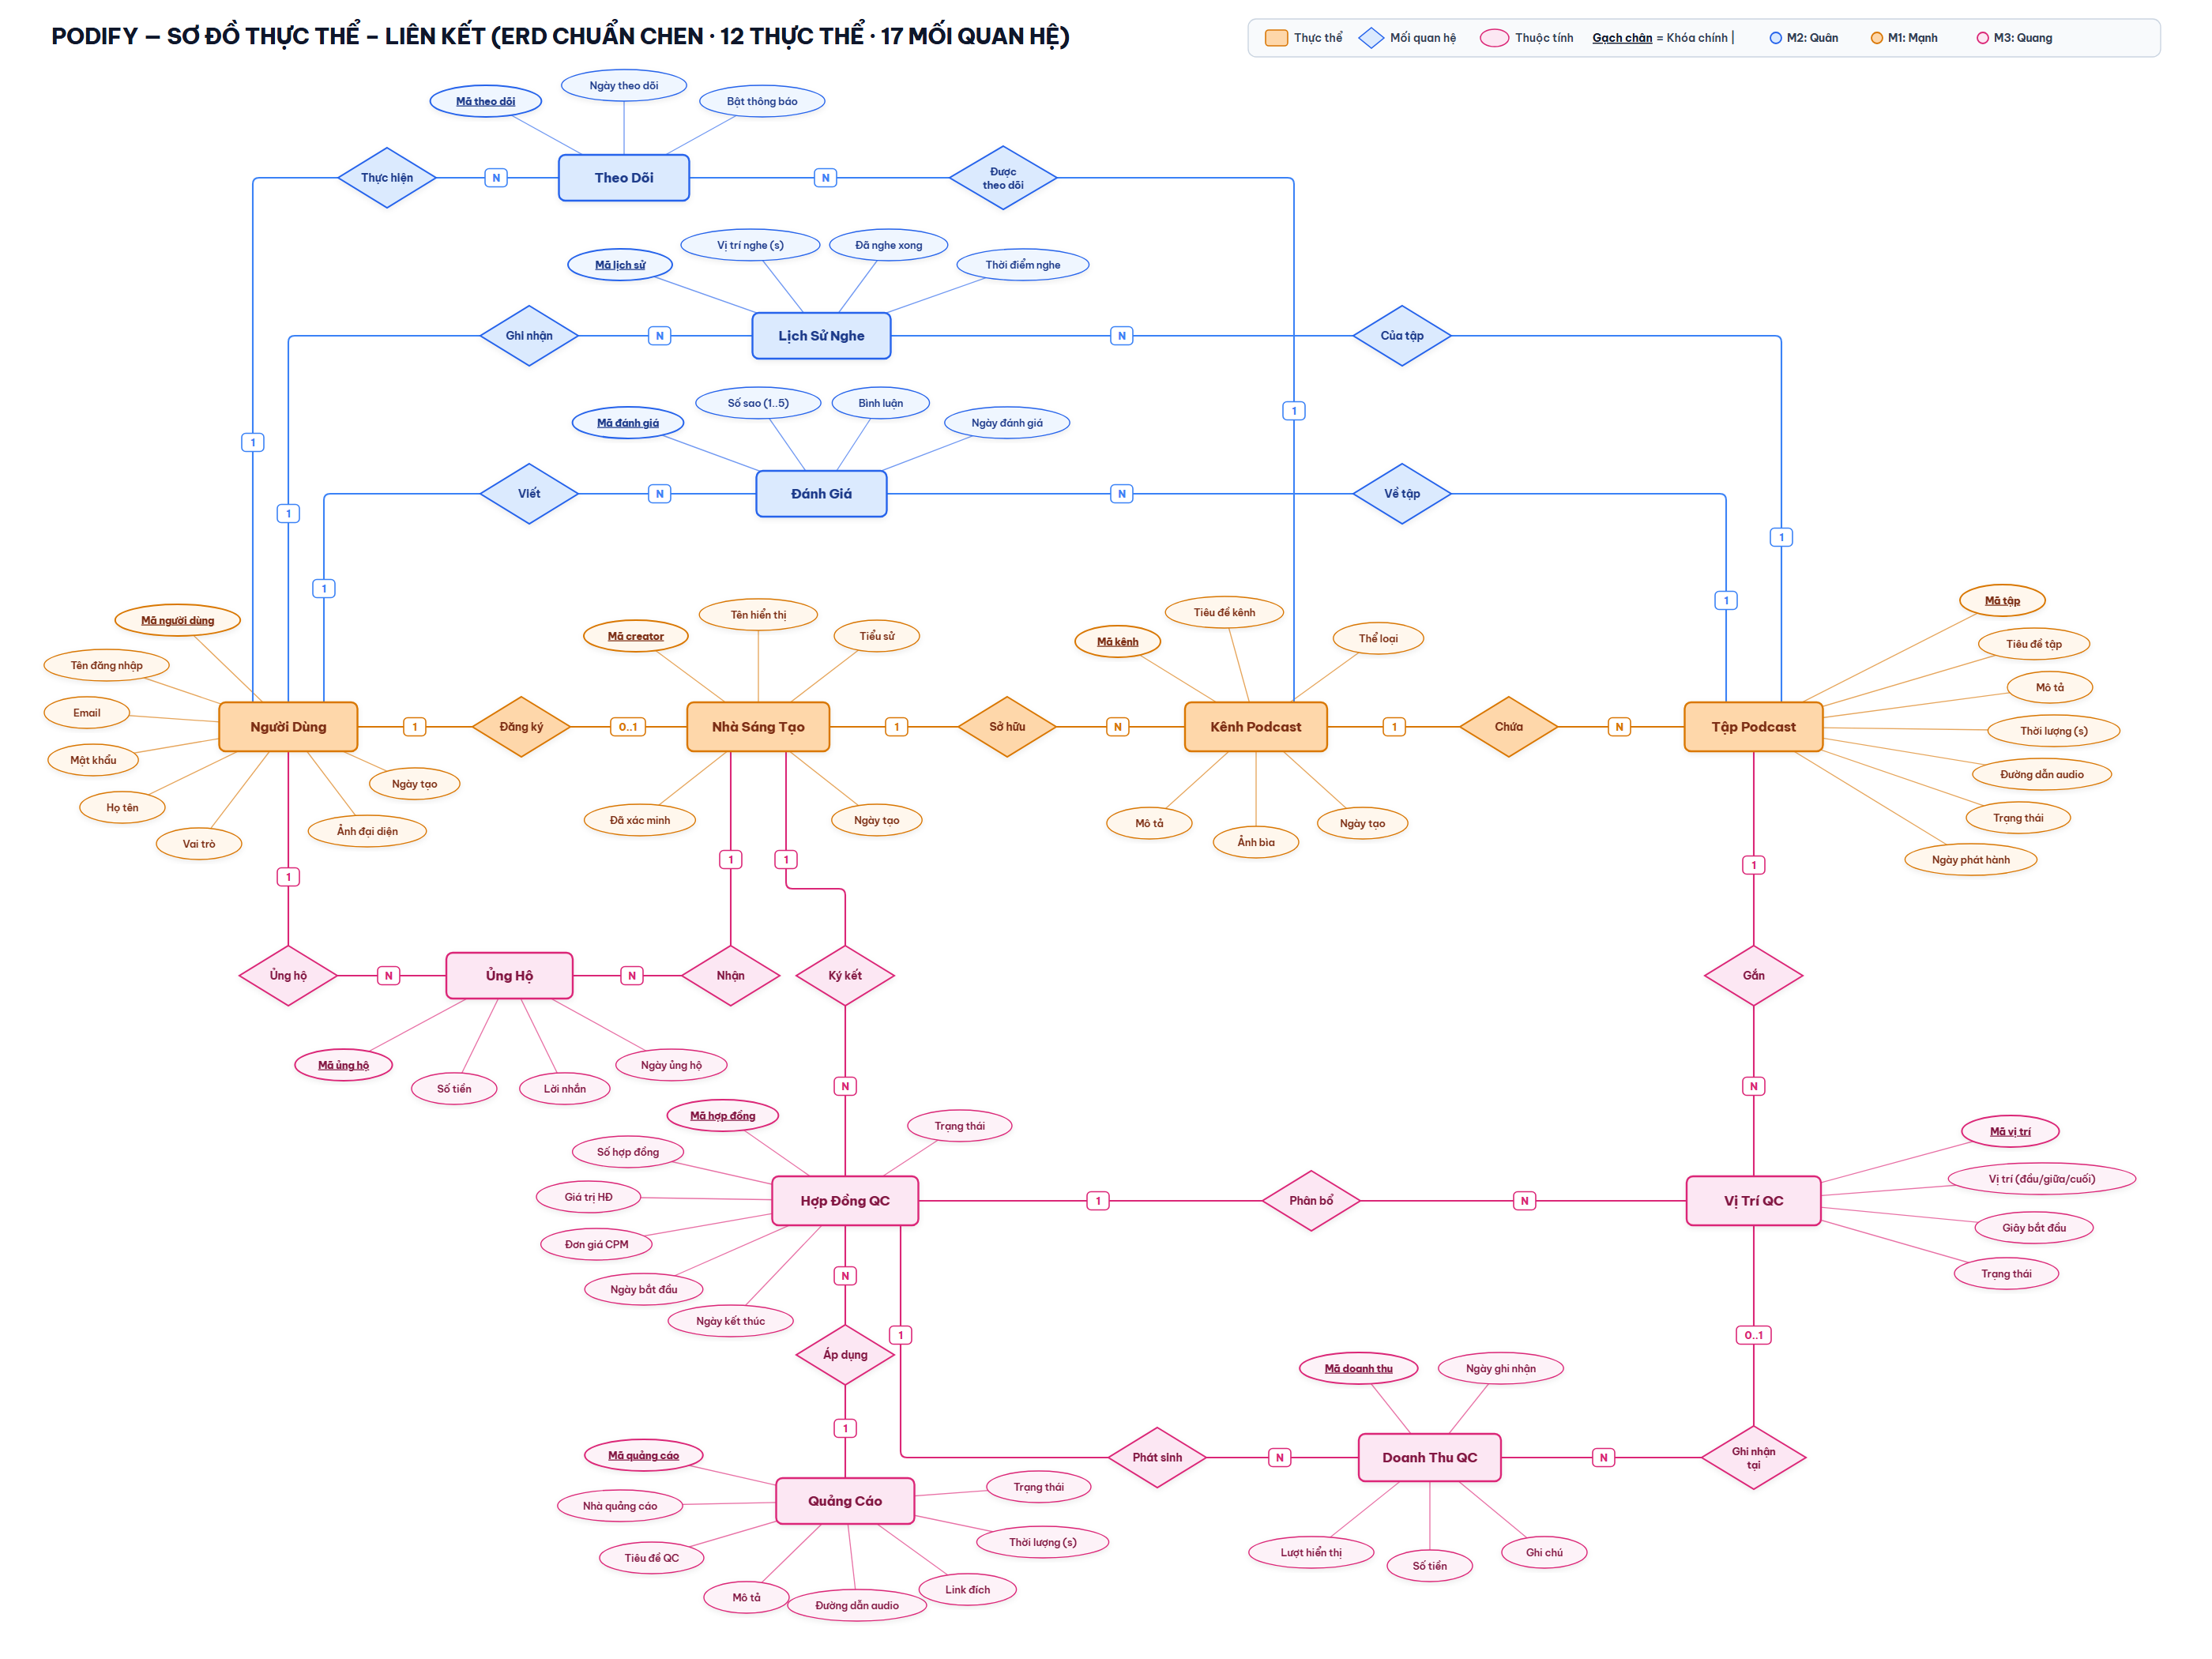 PODIFY — SƠ ĐỒ THỰC THỂ – LIÊN KẾT (ERD CHUẨN CHEN · 12 THỰC THỂ · 17 MỐI QUAN HỆ)
Thực thể
Mối quan hệ
Thuộc tính
Gạch chân = Khóa chính |
M2: Quân
M1: Mạnh
M3: Quang
Ngày theo dõi
Mã theo dõi
Bật thông báo
Thực hiện
N
Theo Dõi
N
Được
theo dõi
Vị trí nghe (s)
Đã nghe xong
Mã lịch sử
Thời điểm nghe
Ghi nhận
N
Lịch Sử Nghe
N
Của tập
Số sao (1..5)
Bình luận
1
Mã đánh giá
Ngày đánh giá
1
Viết
N
Đánh Giá
N
Về tập
1
1
1
1
1
Mã người dùng
Tên hiển thị
Mã creator
Tiểu sử
Tiêu đề kênh
Mã kênh
Thể loại
Mã tập
Tên đăng nhập
Tiêu đề tập
Mô tả
Email
Người Dùng
1
Đăng ký
0..1
Nhà Sáng Tạo
1
Sở hữu
N
Kênh Podcast
1
Chứa
N
Tập Podcast
Thời lượng (s)
Mật khẩu
Ngày tạo
Đường dẫn audio
Họ tên
Đã xác minh
Ngày tạo
Mô tả
Ngày tạo
Trạng thái
Vai trò
Ảnh đại diện
Ảnh bìa
Ngày phát hành
1
1
1
1
Ủng hộ
N
Ủng Hộ
N
Nhận
Ký kết
Gắn
Mã ủng hộ
Số tiền
Lời nhắn
Ngày ủng hộ
N
N
Mã hợp đồng
Trạng thái
Mã vị trí
Số hợp đồng
Vị trí (đầu/giữa/cuối)
Giá trị HĐ
Hợp Đồng QC
1
Phân bổ
N
Vị Trí QC
Giây bắt đầu
Đơn giá CPM
N
Trạng thái
Ngày bắt đầu
Ngày kết thúc
1
0..1
Áp dụng
Mã doanh thu
Ngày ghi nhận
1
Mã quảng cáo
Phát sinh
N
Doanh Thu QC
N
Ghi nhận
tại
Trạng thái
Nhà quảng cáo
Quảng Cáo
Thời lượng (s)
Tiêu đề QC
Lượt hiển thị
Số tiền
Ghi chú
Mô tả
Đường dẫn audio
Link đích